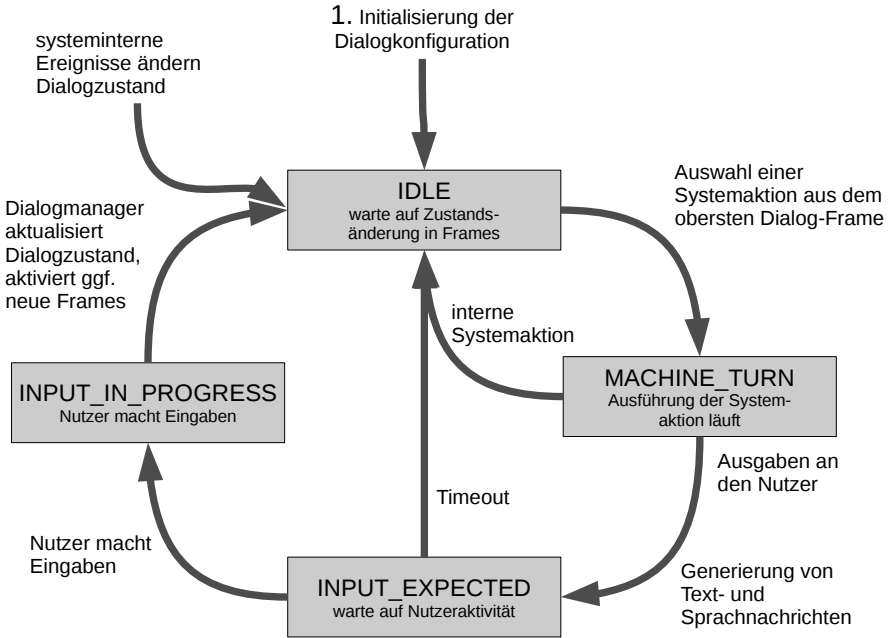 1. Initialisierung der
Dialogkonfiguration
systeminterne
Ereignisse ändern
Dialogzustand
IDLE
warte auf Zustands-
änderung in Frames
Auswahl einer
Systemaktion aus dem
obersten Dialog-Frame
Dialogmanager
aktualisiert
Dialogzustand,
aktiviert ggf.
neue Frames
interne
Systemaktion
INPUT_IN_PROGRESS
Nutzer macht Eingaben
MACHINE_TURN
Ausführung der System-
aktion läuft
Ausgaben an
den Nutzer
Timeout
Nutzer macht
Eingaben
INPUT_EXPECTED
warte auf Nutzeraktivität
Generierung von
Text- und
Sprachnachrichten